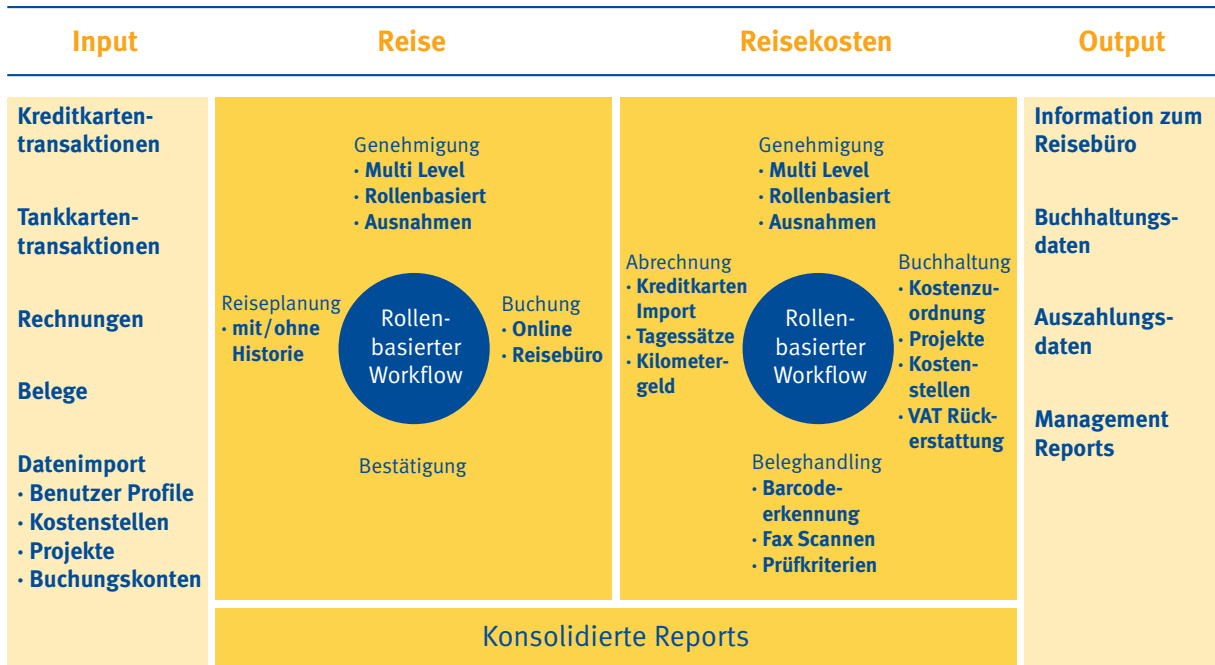 Input
Reise
Reisekosten
Output
Kreditkarten-
transaktionen
Tankkarten-
transaktionen
Rechnungen
Belege
Datenimport
· Benutzer Profile
· Kostenstellen
· Projekte
· Buchungskonten
Genehmigung
· Multi Level
· Rollenbasiert
· Ausnahmen
Reiseplanung
· mit/ohne
Historie
Rollen-
basierter
Workflow
Buchung
· Online
· Reisebüro
Bestätigung
Genehmigung
· Multi Level
· Rollenbasiert
· Ausnahmen
Abrechnung
· Kreditkarten
Import
· Tagessätze
· Kilometer-
geld
Rollen-
basierter
Workflow
Buchhaltung
· Kostenzu-
ordnung
· Projekte
· Kosten-
stellen
· VAT Rück-
erstattung
Beleghandling
· Barcode-
erkennung
· Fax Scannen
· Prüfkriterien
Information zum
Reisebüro
Buchhaltungs-
daten
Auszahlungs-
daten
Management
Reports
Konsolidierte Reports